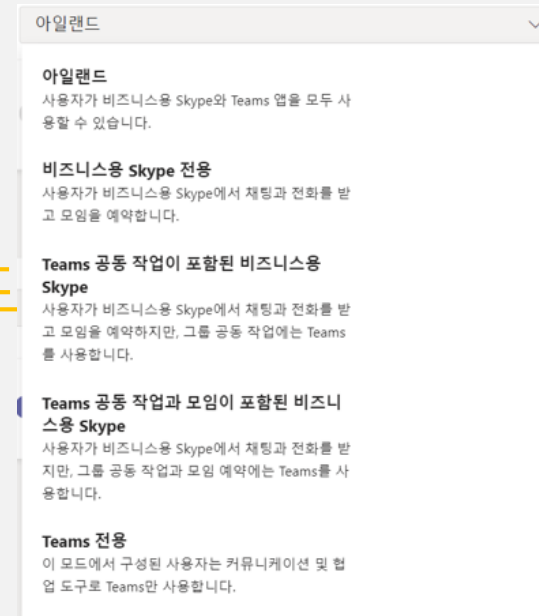 아일랜드
아일랜드
사용자가 비즈니스용 Skype와 Teams 앱을 모두 사
용할 수 있습니다.
비즈니스용 Skype 전용
사용자가 비즈니스용 Skype에서 채팅과 전화를 받
고 모임을 예약합니다.
Teams 공동 작업이 포함된 비즈니스용
Skype
사용자가 비즈니스용 Skype에서 채팅과 전화를 받
고 모임을 예약하지만, 그룹 공동 작업에는 Teams
를 사용합니다.
Teams 공동 작업과 모임이 포함된 비즈니
스용 Skype
사용자가 비즈니스용 Skype에서 채팅과 전화를 받
지만, 그룹 공동 작업과 모임 예약에는 Teams를 사
용합니다.
Teams 전용
이 모드에서 구성된 사용자는 커뮤니케이션 및 협
업 도구로 Teams만 사용합니다.